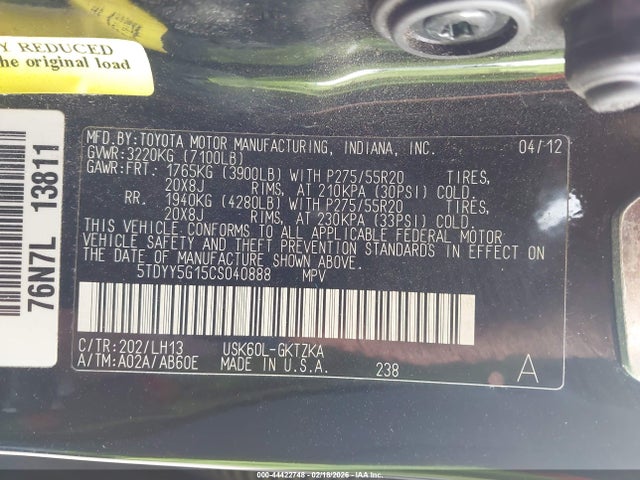 Y REDUCED
he original load
76N7L 13811
MFD.BY:TOYOTA MOTOR MANUFACTURING, INDIANA, INC. 04/12
GVWR:3220KG (7100LB)
GAWR:FRT. 1765KG (3900LB) WITH P275/55R20 TIRES,
20X8J RIMS, AT 210KPA (30PSI) COLD.
RR. 1940KG (4280LB) WITH P275/55R20 TIRES,
20X8J RIMS, AT 230KPA (33PSI) COLD.
THIS VEHICLE CONFORMS TO ALL APPLICABLE FEDERAL MOTOR
VEHICLE SAFETY AND THEFT PREVENTION STANDARDS IN EFFECT ON
THE DATE OF MANUFACTURE SHOWN ABOVE.
5TDYY5G15CS040888 MPV
C/TR:202/LH13 USK60L-GKTZKA
A/TM:A02A/AB60E MADE IN U.S.A. 238 A
000-44422748 - 02/18/2026 - IAA Inc.